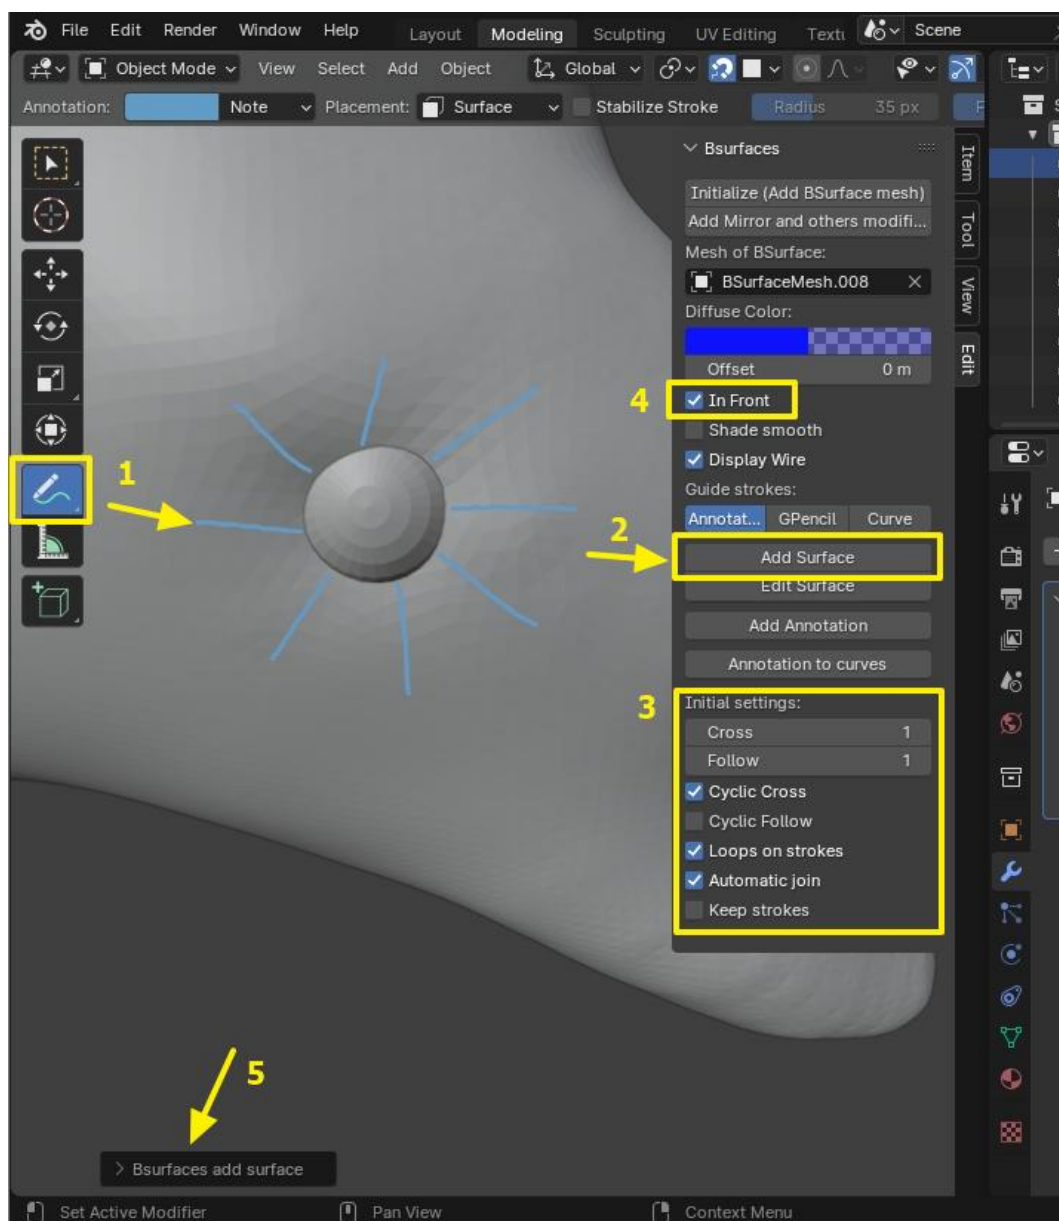 File Edit Render Window Help Layout Modeling Sculpting UV Editing Scene
Object Mode View Select Add Object Global
Annotation: Note Placement: Surface Stabilize Stroke Radius 35 px
Bsurfaces
Item
Tool
View
Edit
Initialize (Add BSurface mesh)
Add Mirror and others modifi...
Mesh of BSurface:
BSurfaceMesh.008
Diffuse Color:
Offset 0 m
4
In Front
Shade smooth
Display Wire
1
Guide strokes:
Annotat... GPencil Curve
2
Add Surface
Edit Surface
Add Annotation
Annotation to curves
3
Initial settings:
Cross 1
Follow 1
Cyclic Cross
Cyclic Follow
Loops on strokes
Automatic join
Keep strokes
5
Bsurfaces add surface
Set Active Modifier Pan View Context Menu